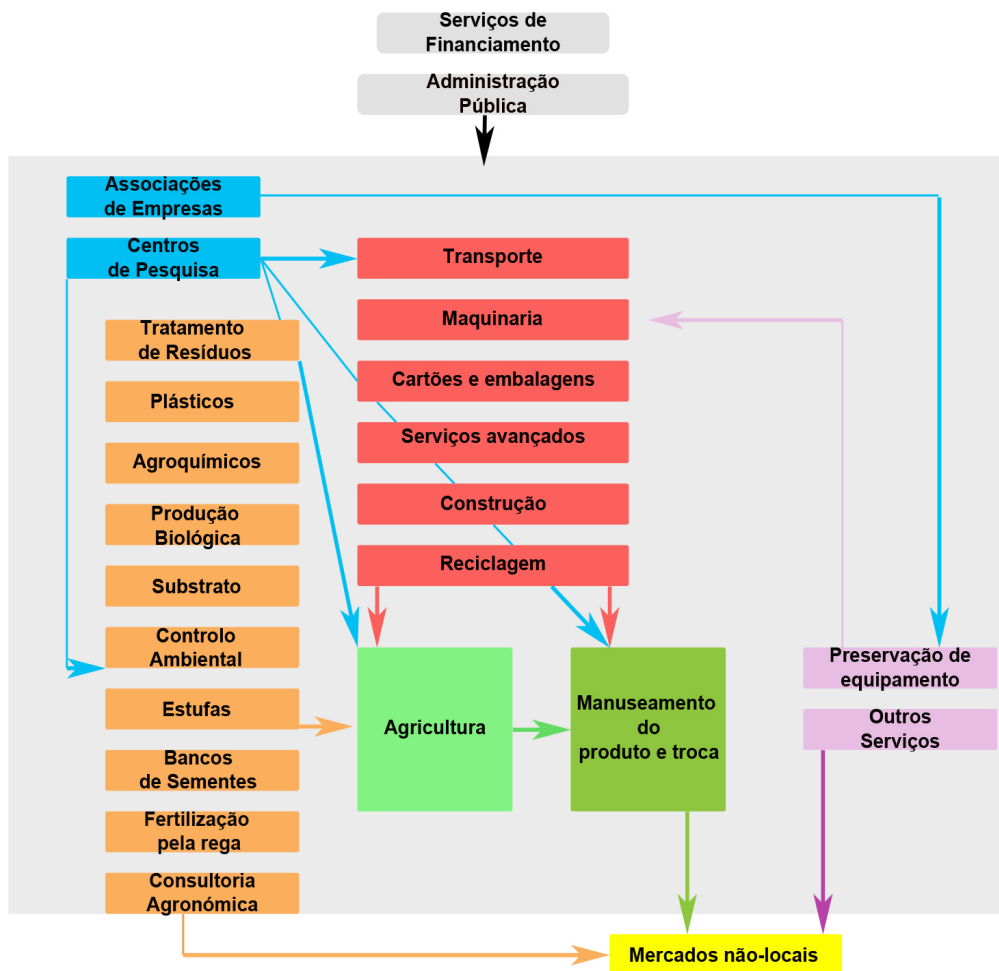 Serviços de
Financiamento
Administração
Pública
Associações
de Empresas
Centros
de Pesquisa
Transporte
Maquinaria
Cartões e embalagens
Serviços avançados
Construção
Reciclagem
Tratamento
de Resíduos
Plásticos
Agroquímicos
Produção
Biológica
Substrato
Controlo
Ambiental
Estufas
Bancos
de Sementes
Fertilização
pela rega
Consultoria
Agronómica
Agricultura
Manuseamento
do
produto e troca
Preservação de
equipamento
Outros
Serviços
Mercados não-locais